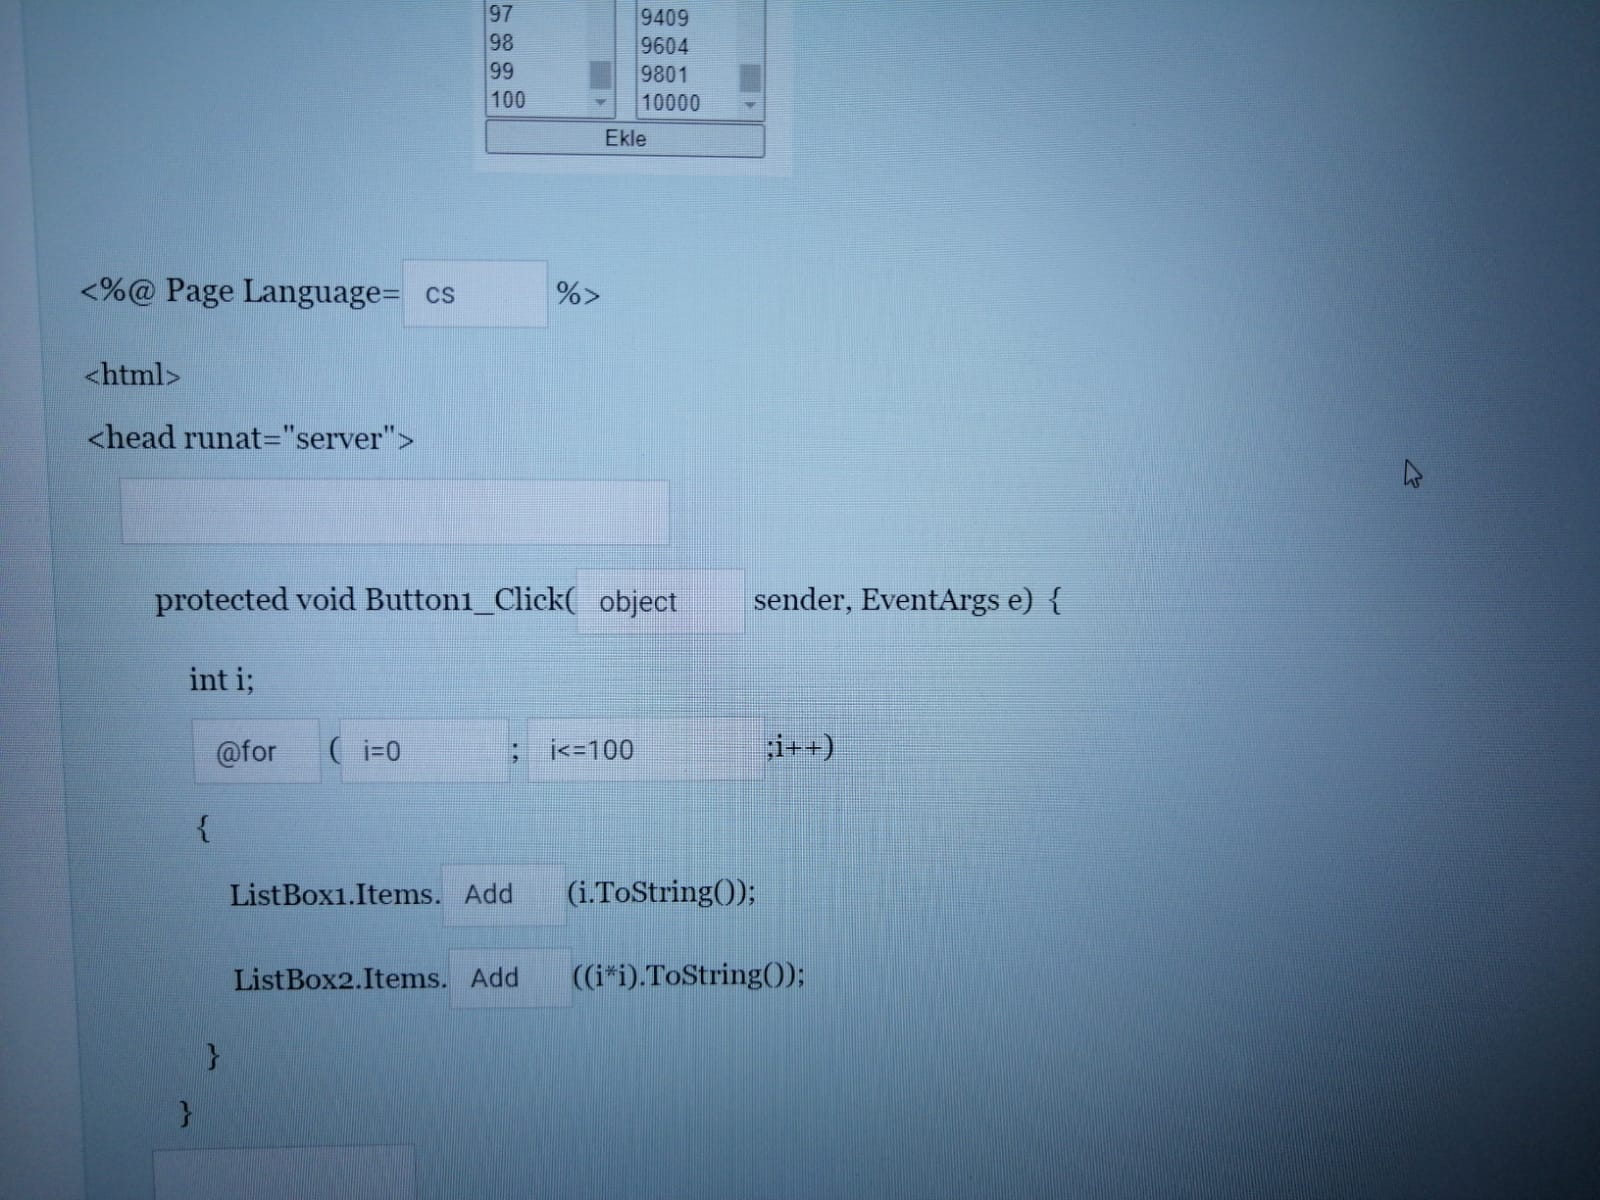 97 9409
98 9604
99 9801
100 10000
Ekle
<%@ Page Language= cs %>
<html>
<head runat="server">
protected void Button1_Click( object sender, EventArgs e) {
int i;
@for ( i=0 ; i<=100 ;i++)
{
ListBox1.Items. Add (i.ToString());
ListBox2.Items. Add ((i*i).ToString());
}
}